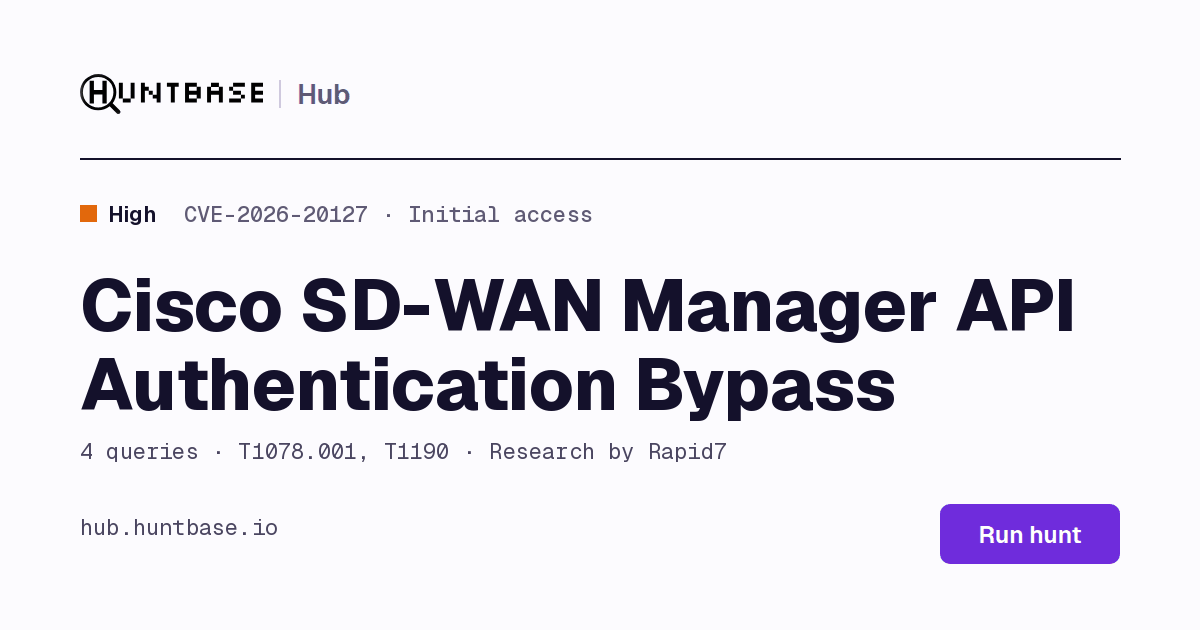 HUNTBASE | Hub
High CVE-2026-20127 · Initial access
Cisco SD-WAN Manager API
Authentication Bypass
4 queries · T1078.001, T1190 · Research by Rapid7
hub.huntbase.io
Run hunt